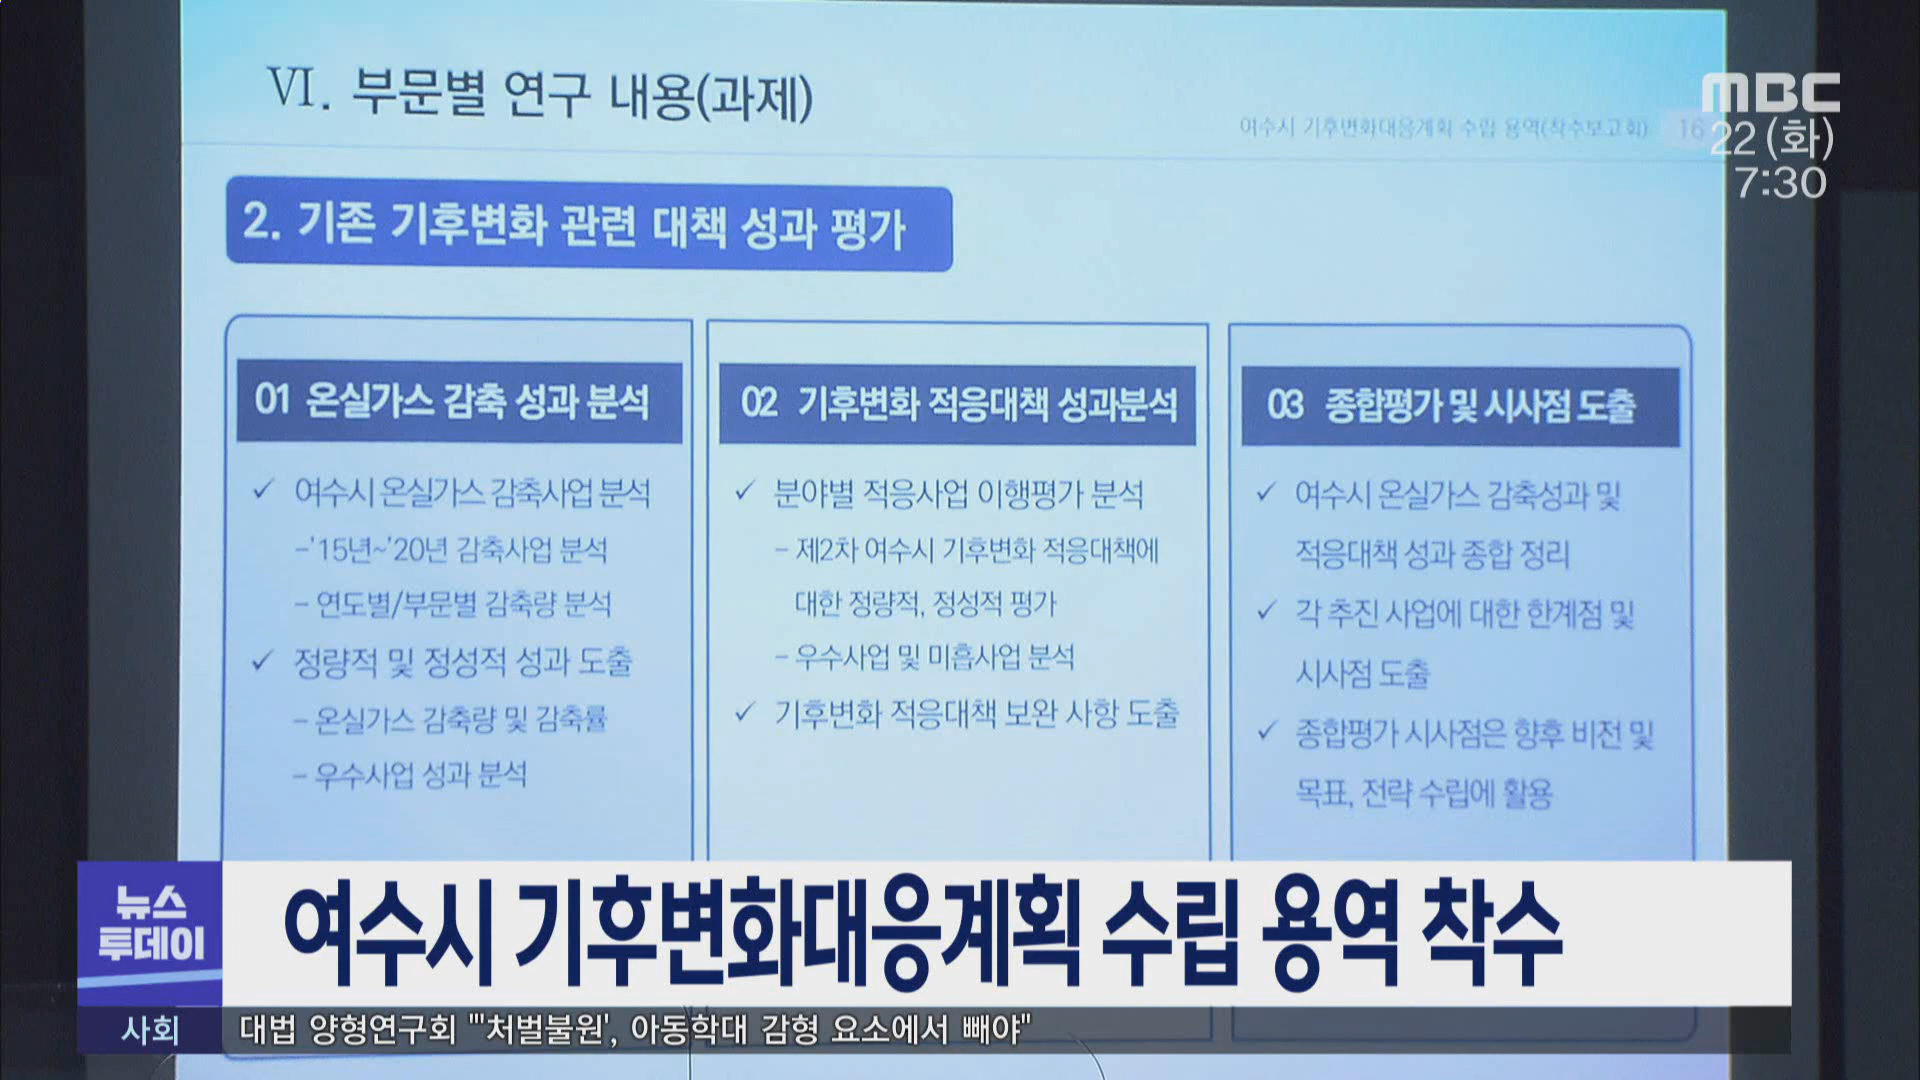 Ⅵ. 부문별 연구 내용(과제)
여수시 기후변화대응계획 수립 용역(착수보고회) 16
MBC
22(화)
7:30
2. 기존 기후변화 관련 대책 성과 평가
01 온실가스 감축 성과 분석
✓ 여수시 온실가스 감축사업 분석
-'15년~'20년 감축사업 분석
- 연도별/부문별 감축량 분석
✓ 정량적 및 정성적 성과 도출
- 온실가스 감축량 및 감축률
- 우수사업 성과 분석
02 기후변화 적응대책 성과분석
✓ 분야별 적응사업 이행평가 분석
- 제2차 여수시 기후변화 적응대책에
대한 정량적, 정성적 평가
- 우수사업 및 미흡사업 분석
✓ 기후변화 적응대책 보완 사항 도출
03 종합평가 및 시사점 도출
✓ 여수시 온실가스 감축성과 및
적응대책 성과 종합 정리
✓ 각 추진 사업에 대한 한계점 및
시사점 도출
✓ 종합평가 시사점은 향후 비전 및
목표, 전략 수립에 활용
뉴스
투데이
여수시 기후변화대응계획 수립 용역 착수
사회
대법 양형연구회 "'처벌불원', 아동학대 감형 요소에서 빼야"